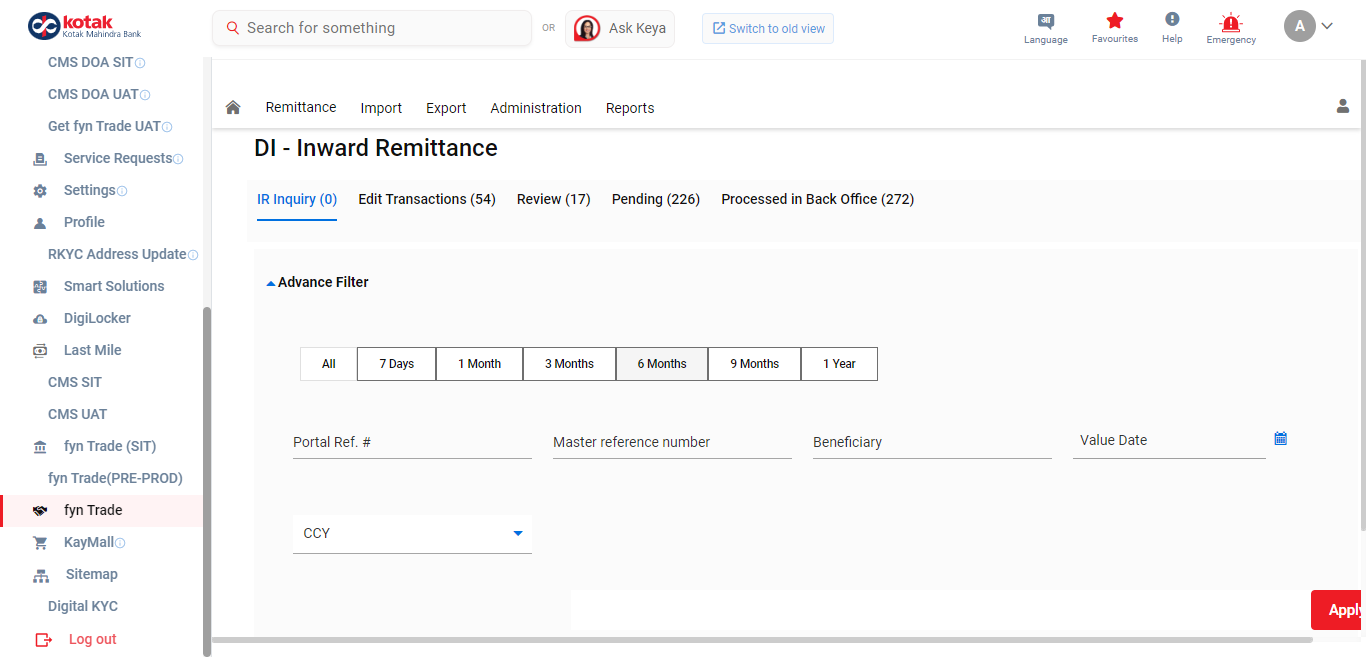 kotak
Kotak Mahindra Bank
Search for something
OR
Ask Keya
Switch to old view
अा
Language
Favourites
Help
Emergency
A
CMS DOA SIT
CMS DOA UAT
Get fyn Trade UAT
Service Requests
Settings
Profile
RKYC Address Update
Smart Solutions
DigiLocker
Last Mile
CMS SIT
CMS UAT
fyn Trade (SIT)
fyn Trade(PRE-PROD)
fyn Trade
KayMall
Sitemap
Digital KYC
Log out
Remittance
Import
Export
Administration
Reports
DI - Inward Remittance
IR Inquiry (0)
Edit Transactions (54)
Review (17)
Pending (226)
Processed in Back Office (272)
Advance Filter
All
7 Days
1 Month
3 Months
6 Months
9 Months
1 Year
Portal Ref. #
Master reference number
Beneficiary
Value Date
CCY
Apply